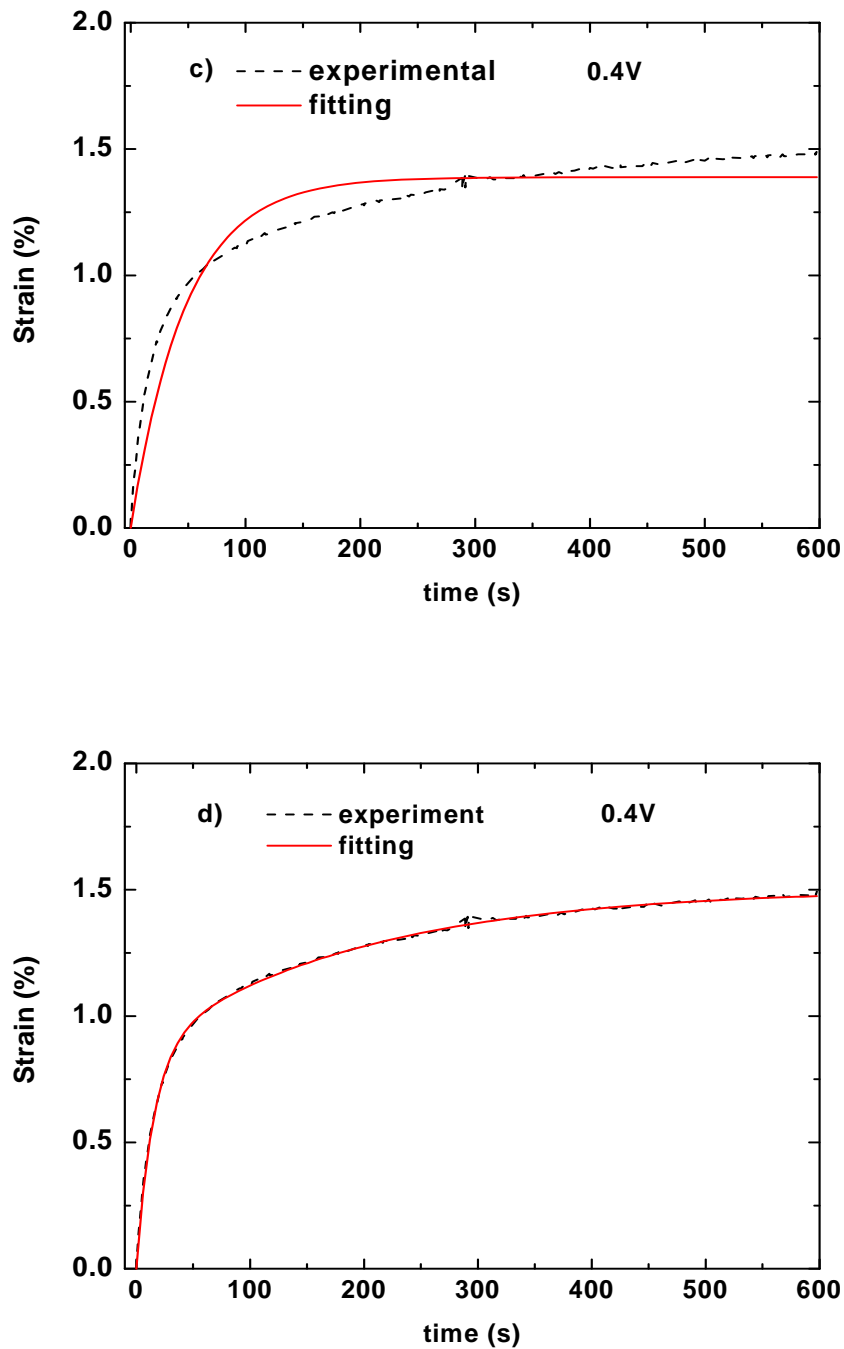 2.0
c) experimental 0.4V
fitting
1.5
1.0
0.5
0.0
Strain (%)
0 100 200 300 400 500 600
time (s)
2.0
d) experiment 0.4V
fitting
1.5
1.0
0.5
0.0
Strain (%)
0 100 200 300 400 500 600
time (s)